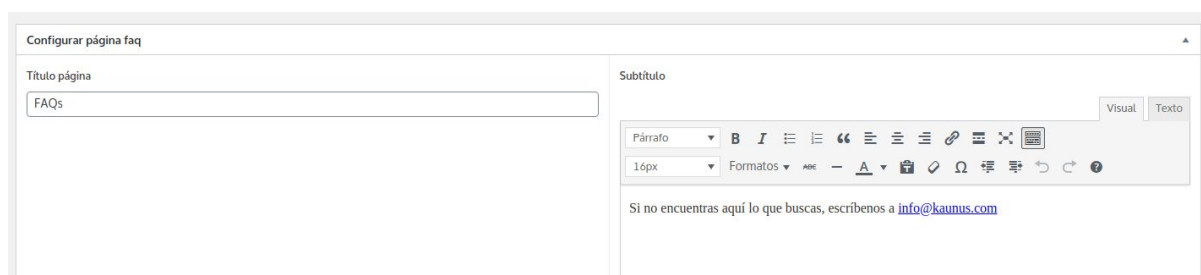 Configurar página faq
Título página
FAQs
Subtítulo
Visual Texto
Párrafo B I
16px Formatos ABC A Ω
Si no encuentras aquí lo que buscas, escríbenos a info@kaunus.com